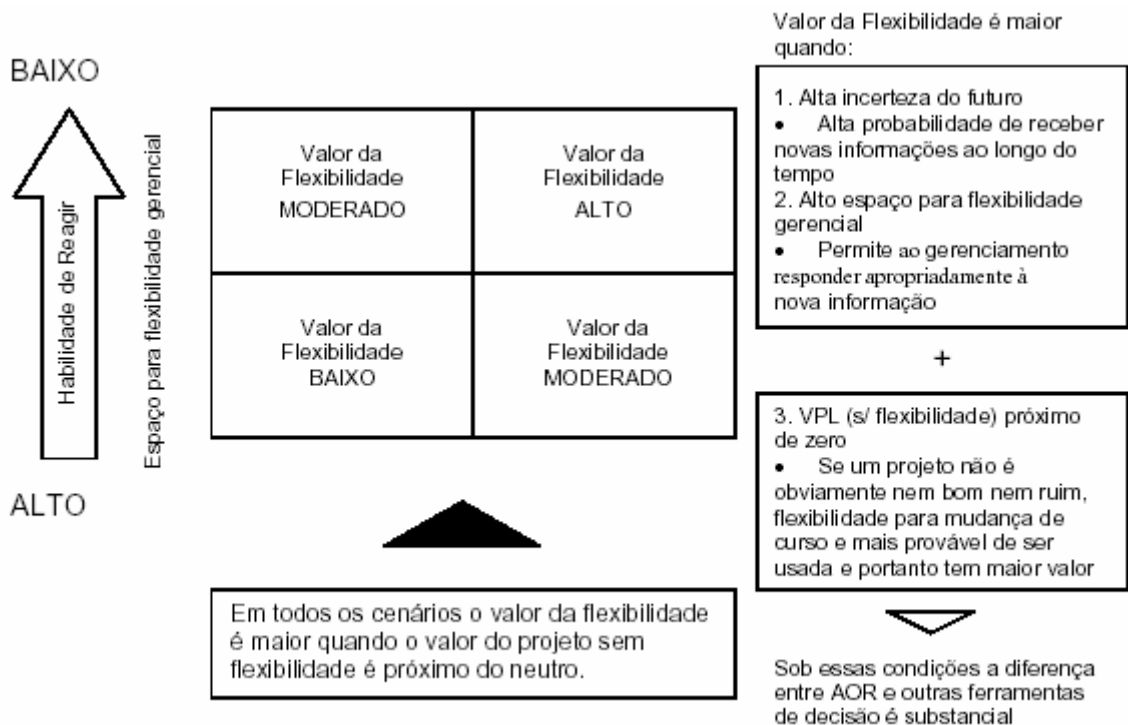 BAIXO
Habilidade de Reagir
Espaço para flexibilidade gerencial
ALTO
Valor da
Flexibilidade
MODERADO
Valor da
Flexibilidade
ALTO
Valor da
Flexibilidade
BAIXO
Valor da
Flexibilidade
MODERADO
Em todos os cenários o valor da flexibilidade
é maior quando o valor do projeto sem
flexibilidade é próximo do neutro.
Valor da Flexibilidade é maior
quando:
1. Alta incerteza do futuro
• Alta probabilidade de receber
novas informações ao longo do
tempo
2. Alto espaço para flexibilidade
gerencial
• Permite ao gerenciamento
responder apropriadamente à
nova informação
+
3. VPL (s/ flexibilidade) próximo
de zero
• Se um projeto não é
obviamente nem bom nem ruim,
flexibilidade para mudança de
curso e mais provável de ser
usada e portanto tem maior valor
Sob essas condições a diferença
entre AOR e outras ferramentas
de decisão é substancial